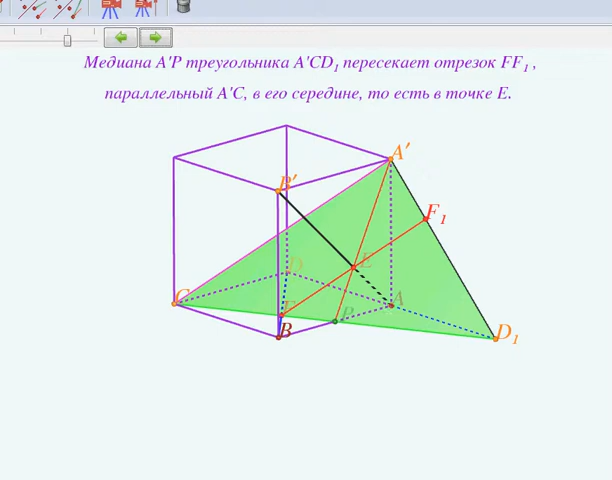 Медиана A'P треугольника A'CD₁ пересекает отрезок FF₁ ,
параллельный A'C, в его середине, то есть в точке E.
A'
B'
F₁
E
D
C
A
F
P
B
D₁